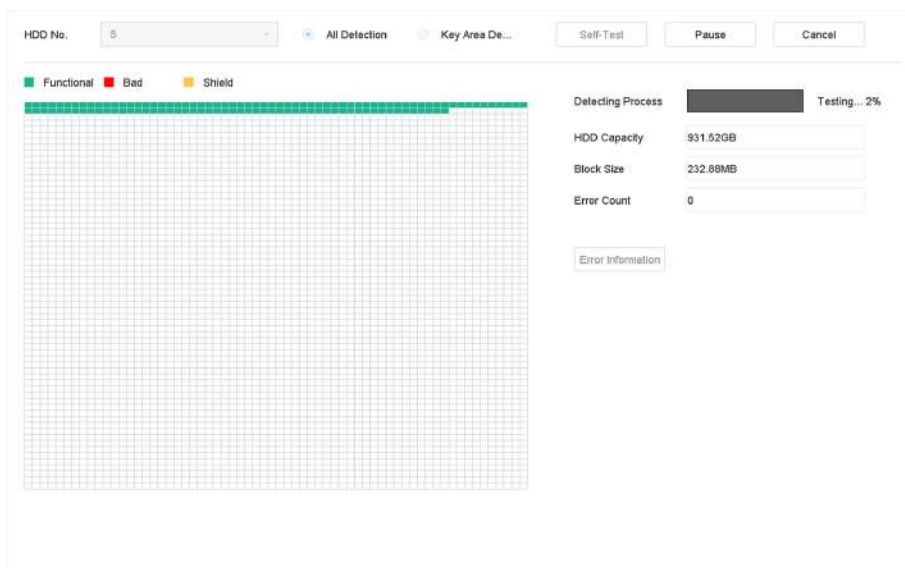 HDD No. 5 All Detection Key Area De... Self-Test Pause Cancel
Functional Bad Shield
Detecting Process Testing... 2%
HDD Capacity 931.52GB
Block Size 232.88MB
Error Count 0
Error Information